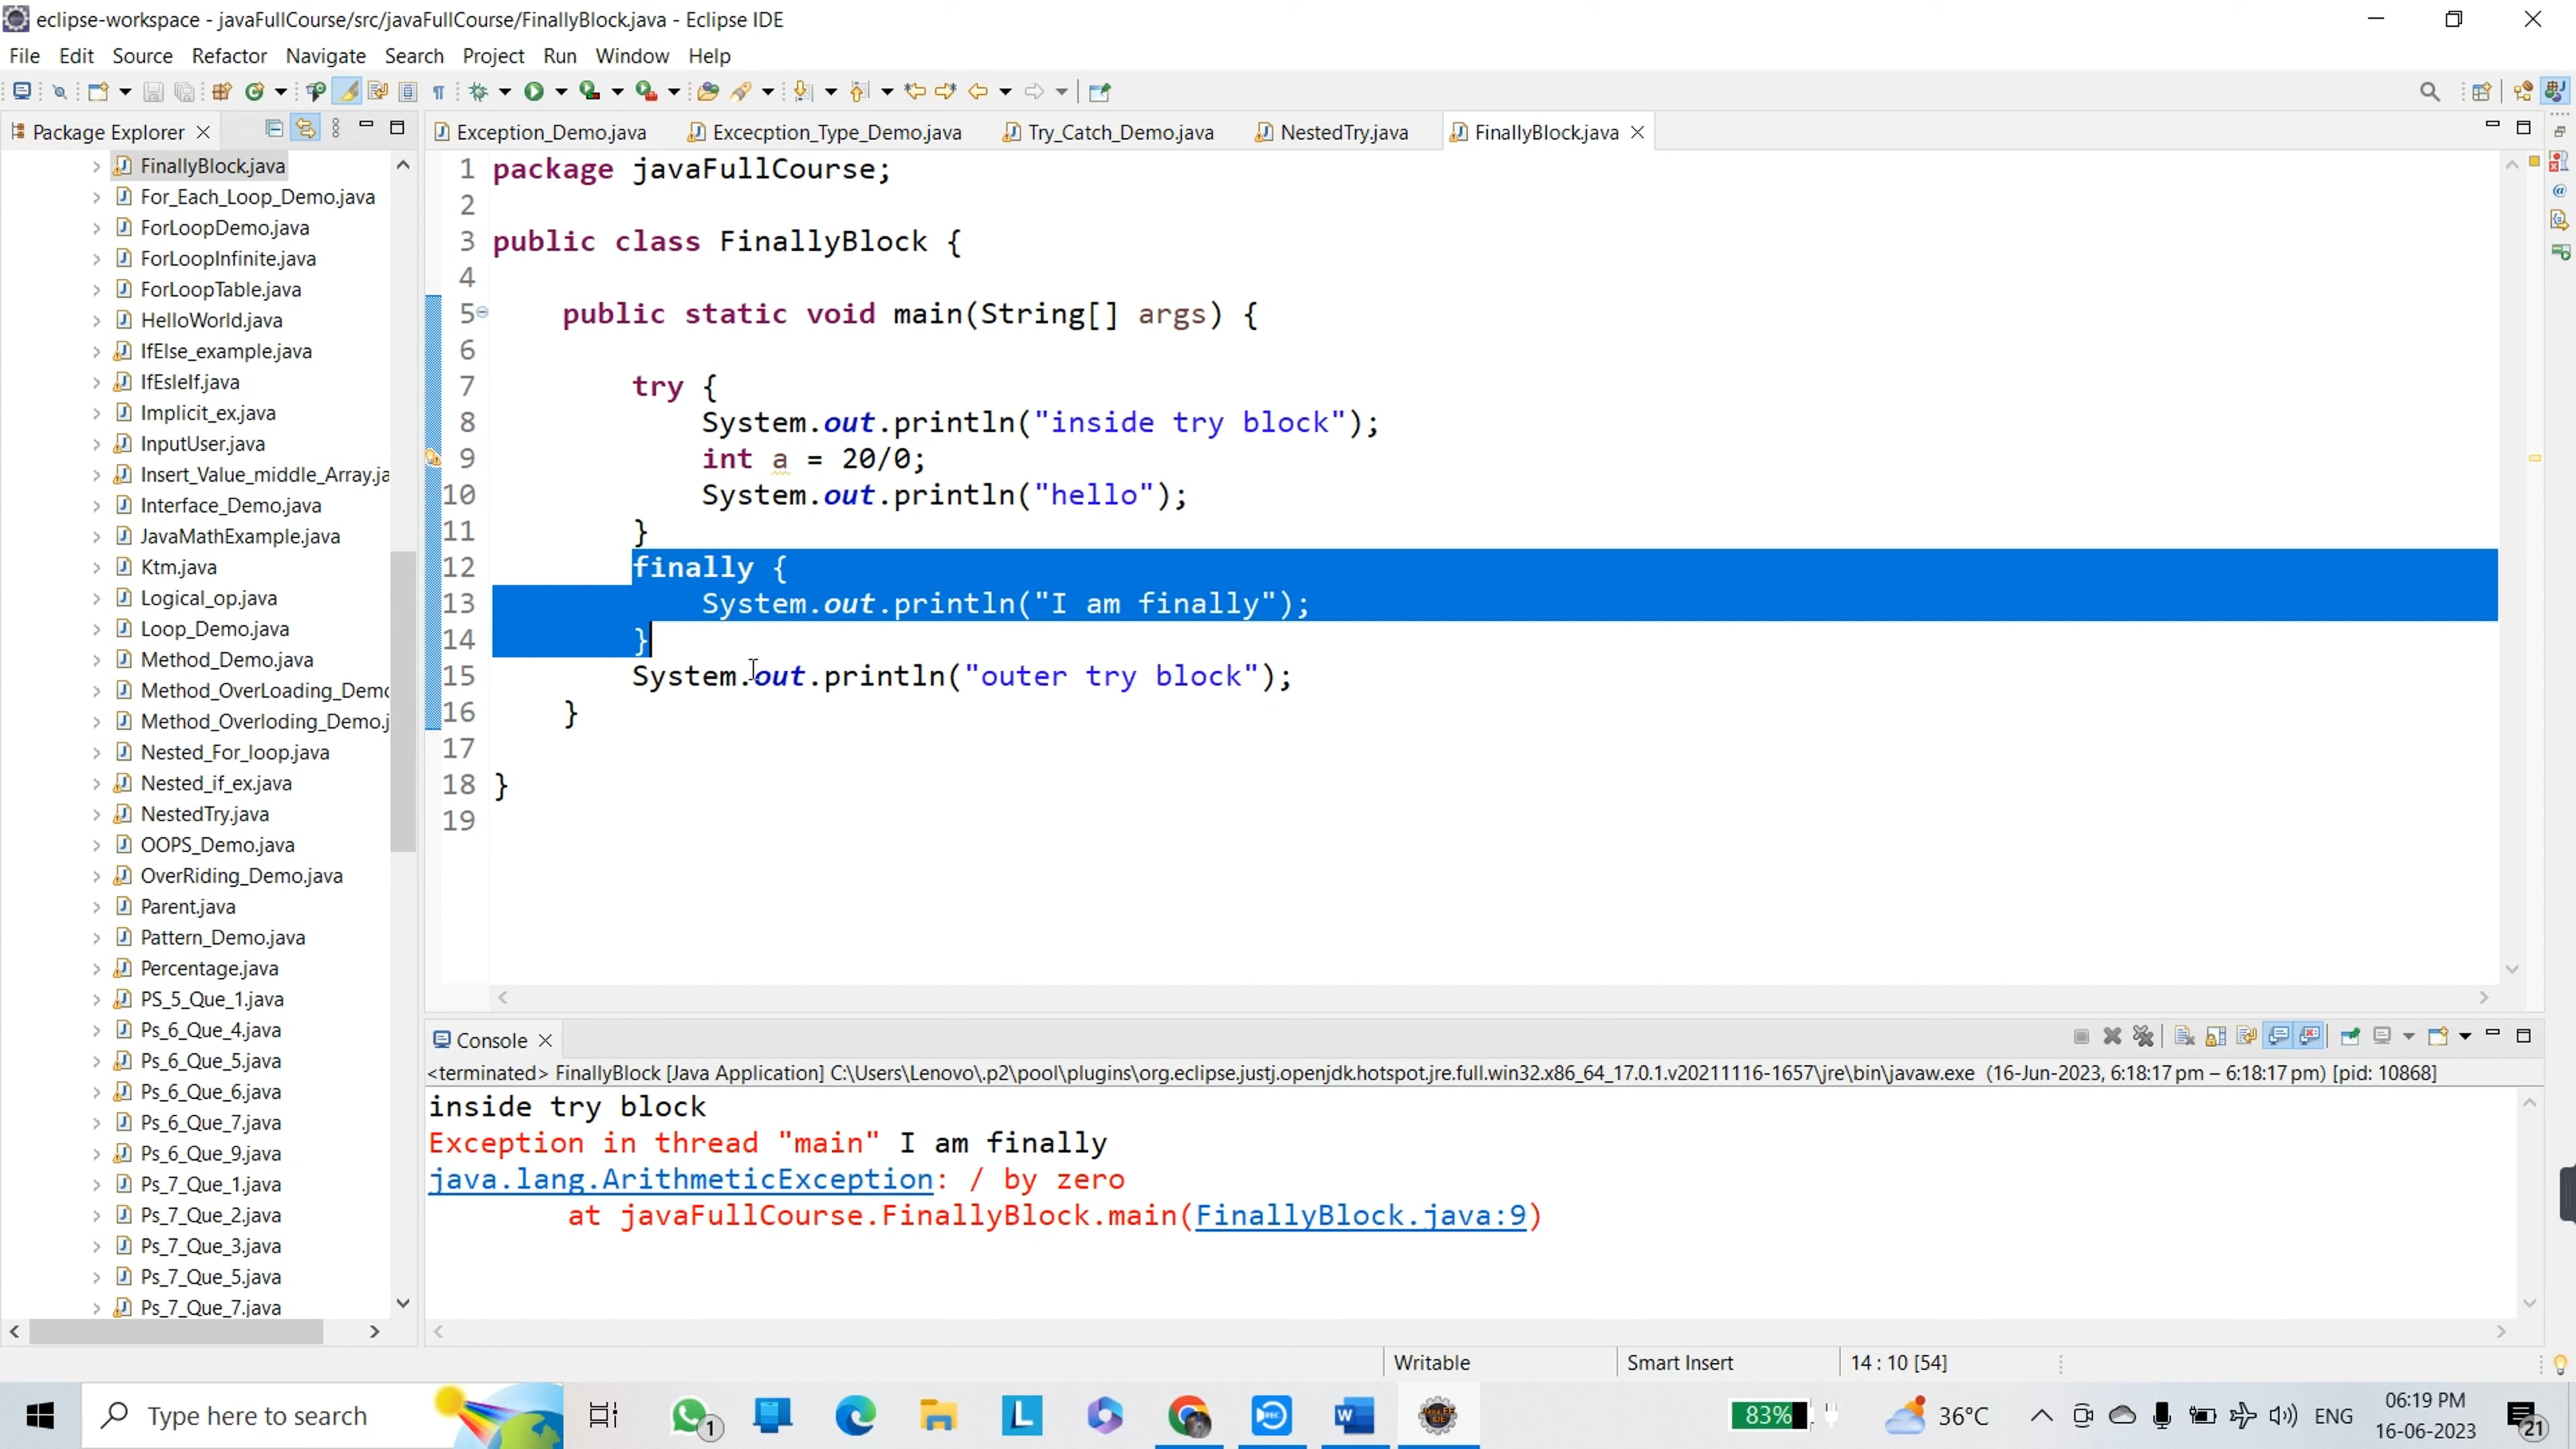 eclipse-workspace - javaFullCourse/src/javaFullCourse/FinallyBlock.java - Eclipse IDE
File Edit Source Refactor Navigate Search Project Run Window Help
Package Explorer
FinallyBlock.java
For_Each_Loop_Demo.java
ForLoopDemo.java
ForLoopInfinite.java
ForLoopTable.java
HelloWorld.java
IfElse_example.java
IfEsleIf.java
Implicit_ex.java
InputUser.java
Insert_Value_middle_Array.ja
Interface_Demo.java
JavaMathExample.java
Ktm.java
Logical_op.java
Loop_Demo.java
Method_Demo.java
Method_OverLoading_Demo
Method_Overloding_Demo.j
Nested_For_loop.java
Nested_if_ex.java
NestedTry.java
OOPS_Demo.java
OverRiding_Demo.java
Parent.java
Pattern_Demo.java
Percentage.java
PS_5_Que_1.java
Ps_6_Que_4.java
Ps_6_Que_5.java
Ps_6_Que_6.java
Ps_6_Que_7.java
Ps_6_Que_9.java
Ps_7_Que_1.java
Ps_7_Que_2.java
Ps_7_Que_3.java
Ps_7_Que_5.java
Ps_7_Que_7.java
Exception_Demo.java Excecption_Type_Demo.java Try_Catch_Demo.java NestedTry.java FinallyBlock.java
1 package javaFullCourse;
2
3 public class FinallyBlock {
4
5 public static void main(String[] args) {
6
7 try {
8 System.out.println("inside try block");
9 int a = 20/0;
10 System.out.println("hello");
11 }
12 finally {
13 System.out.println("I am finally");
14 }
15 System.out.println("outer try block");
16 }
17
18 }
19
Console
<terminated> FinallyBlock [Java Application] C:\Users\Lenovo\.p2\pool\plugins\org.eclipse.justj.openjdk.hotspot.jre.full.win32.x86_64_17.0.1.v20211116-1657\jre\bin\javaw.exe (16-Jun-2023, 6:18:17 pm – 6:18:17 pm) [pid: 10868]
inside try block
Exception in thread "main" I am finally
java.lang.ArithmeticException: / by zero
at javaFullCourse.FinallyBlock.main(FinallyBlock.java:9)
Writable Smart Insert 14 : 10 [54]
Type here to search
1
L
REC
W
83%
36°C
ENG
06:19 PM
16-06-2023
21